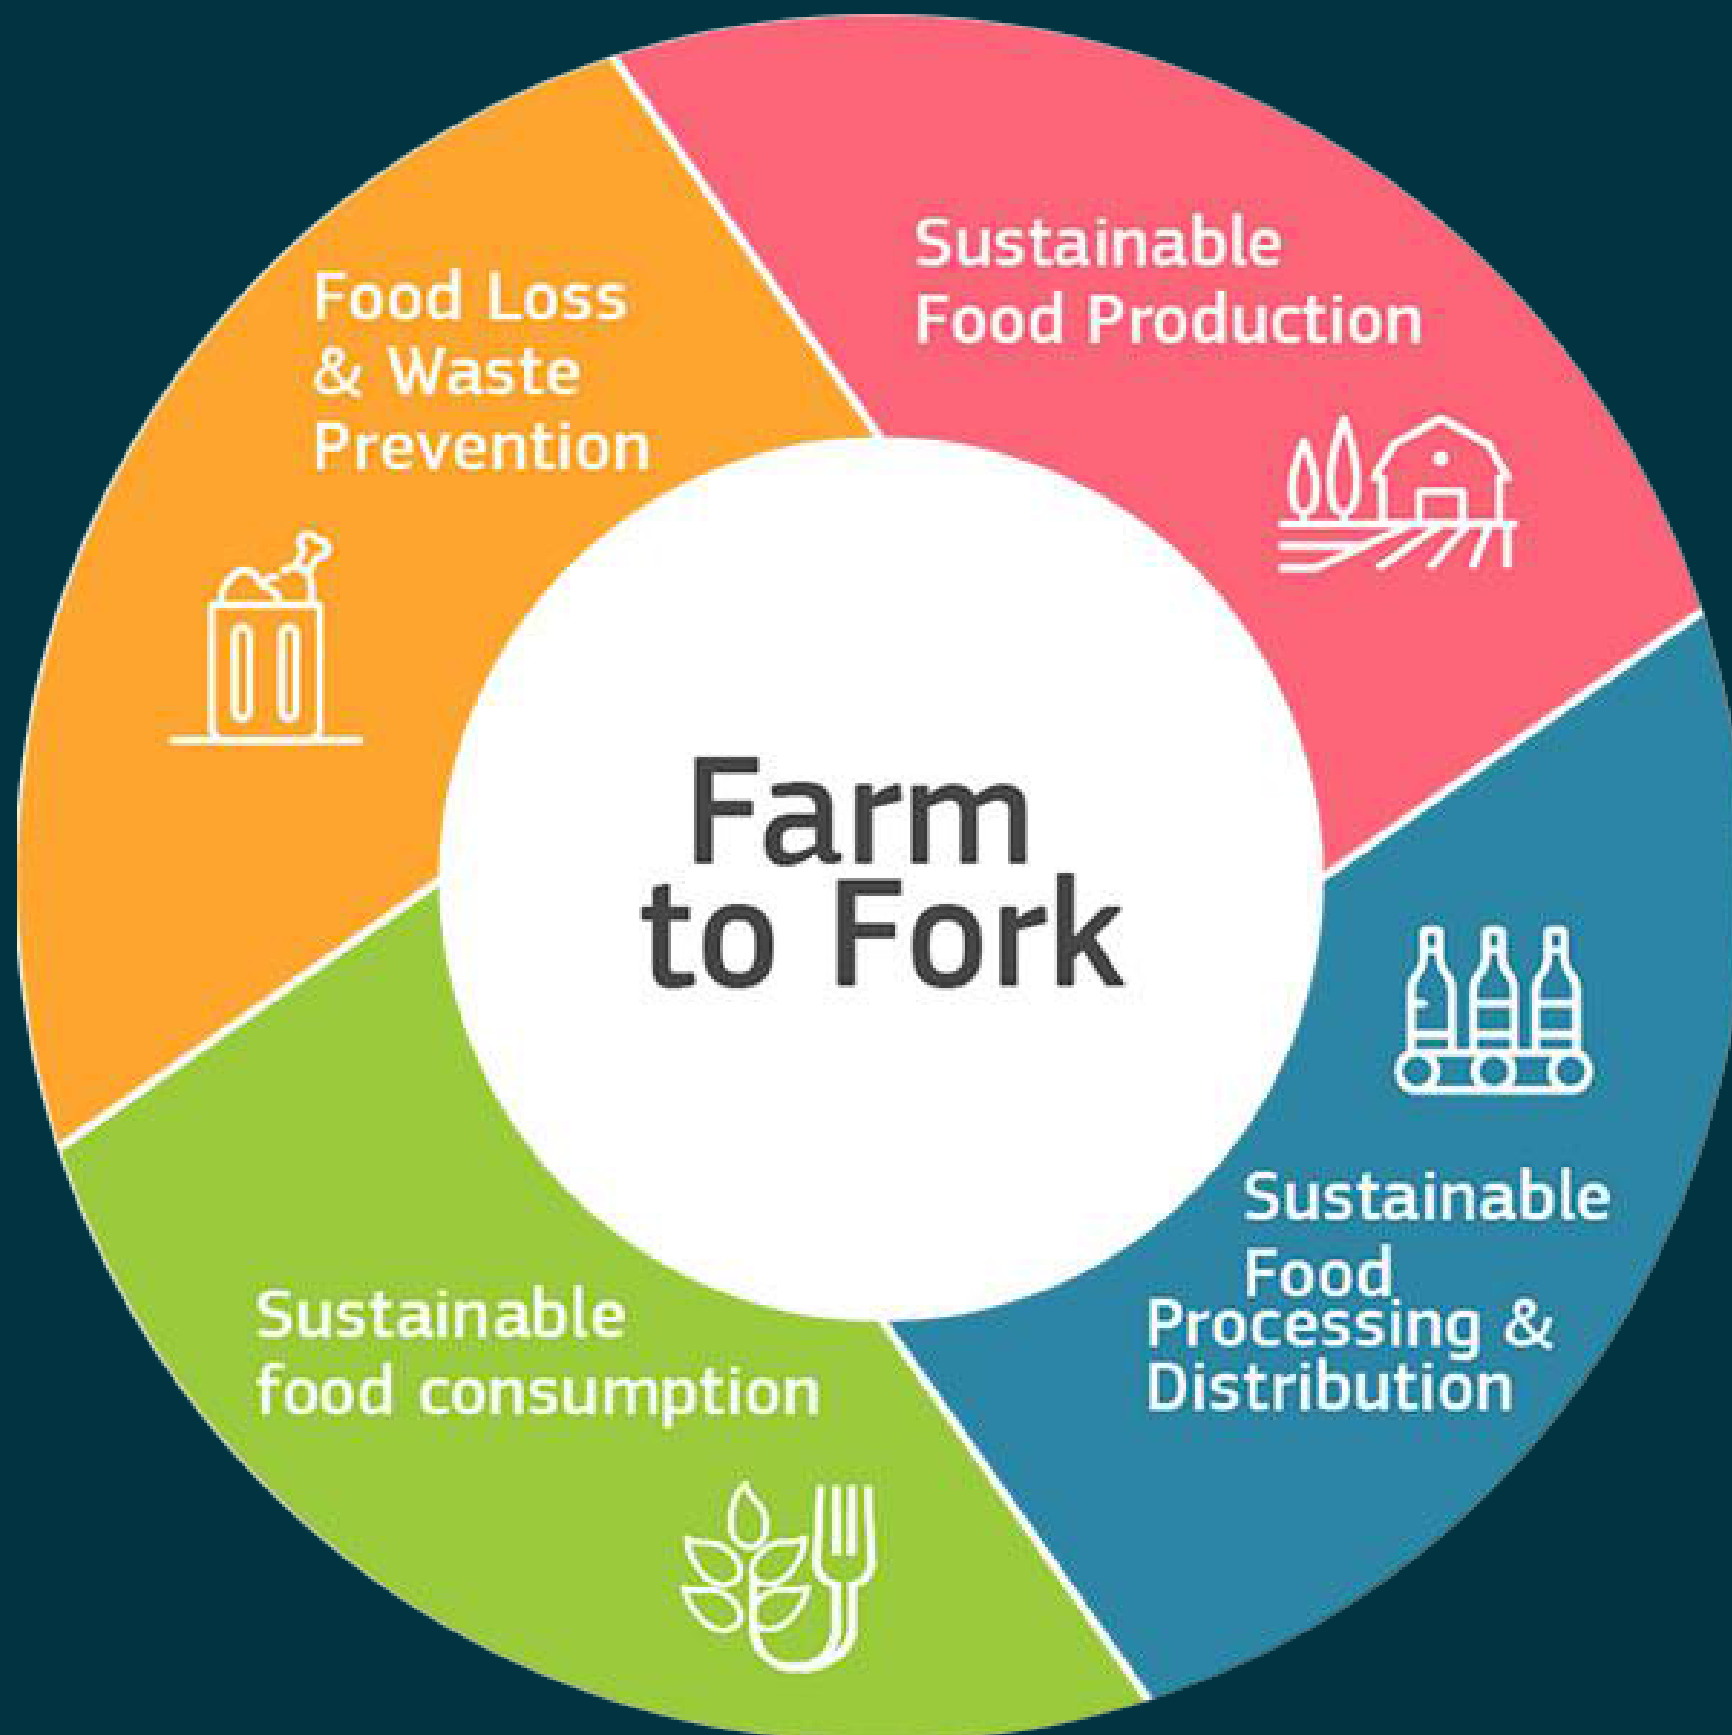 Food Loss
& Waste
Prevention
Sustainable
Food Production
Farm
to Fork
Sustainable
Food
Processing &
Distribution
Sustainable
food consumption